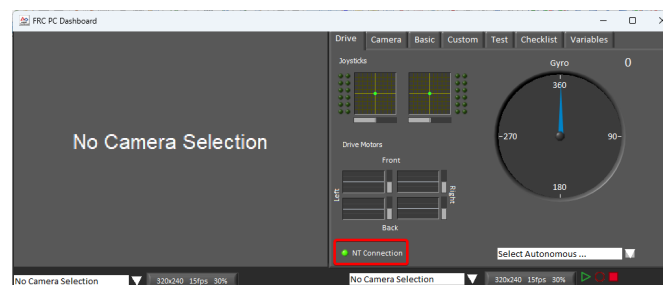 FRC PC Dashboard
Drive Camera Basic Custom Test Checklist Variables
Joysticks
Gyro 0
360
-270 90-
180
No Camera Selection
Drive Motors
Front
Left
Right
Back
NT Connection
Select Autonomous ...
No Camera Selection 320x240 15fps 30%
No Camera Selection 320x240 15fps 30%